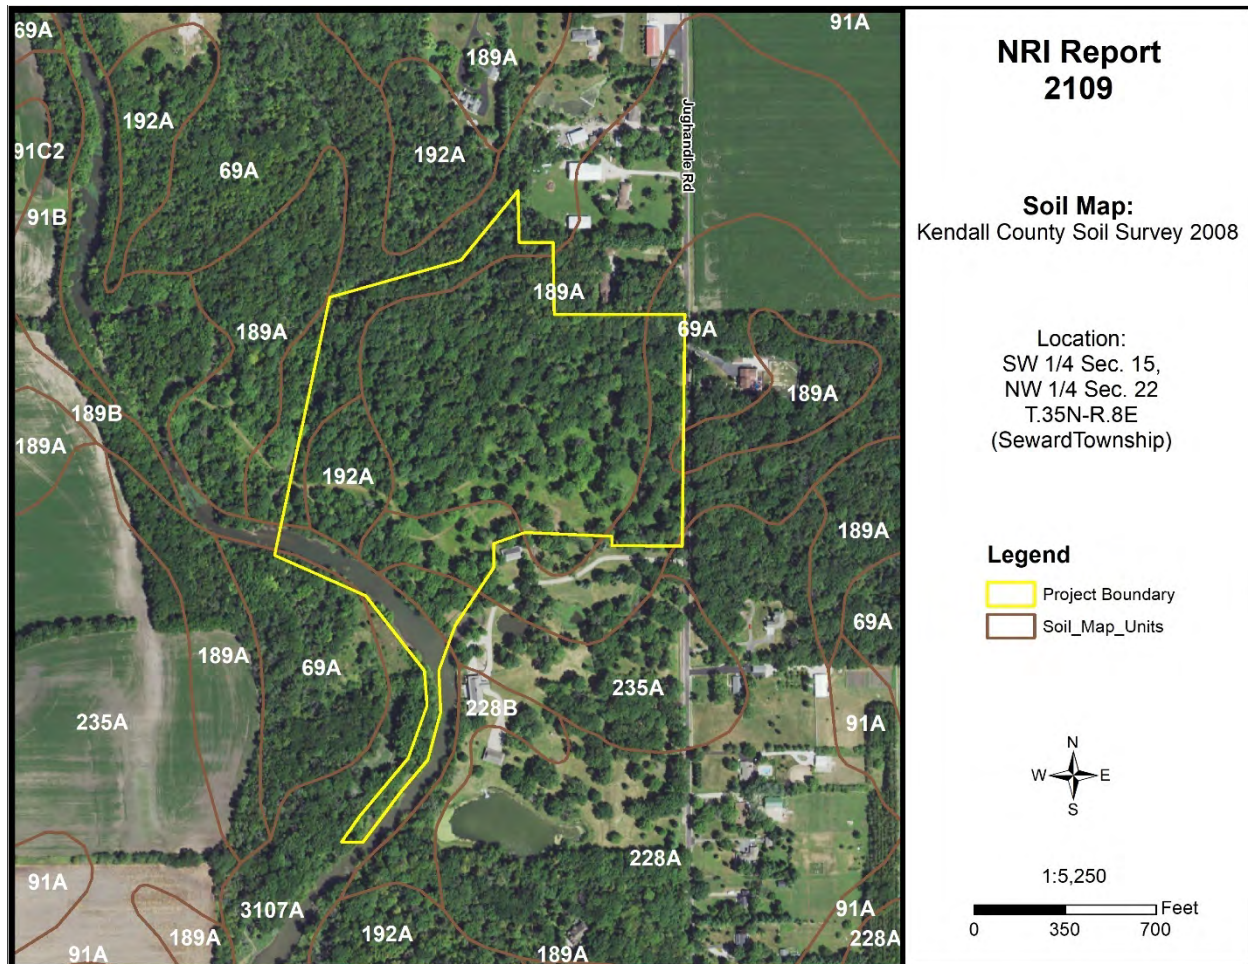 69A
91A
189A
192A
91C2
69A
192A
Jughandle Rd
91B
189A
69A
189A
189A
189B
189A
192A
189A
69A
189A
69A
235A
235A
228B
91A
228A
91A
3107A
91A
189A
192A
189A
91A
228A
NRI Report
2109
Soil Map:
Kendall County Soil Survey 2008
Location:
SW 1/4 Sec. 15,
NW 1/4 Sec. 22
T.35N-R.8E
(SewardTownship)
Legend
Project Boundary
Soil_Map_Units
N
W E
S
1:5,250
Feet
0 350 700